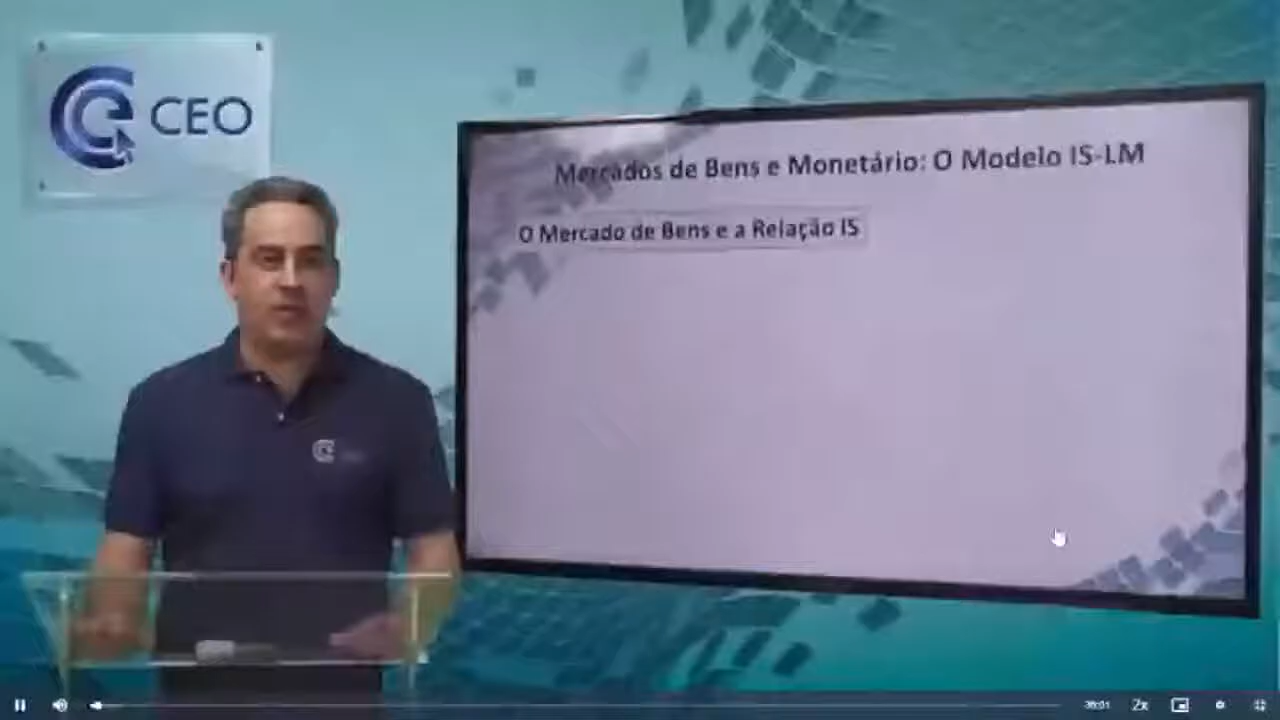 CEO
Mercados de Bens e Monetário: O Modelo IS-LM
O Mercado de Bens e a Relação IS
2x